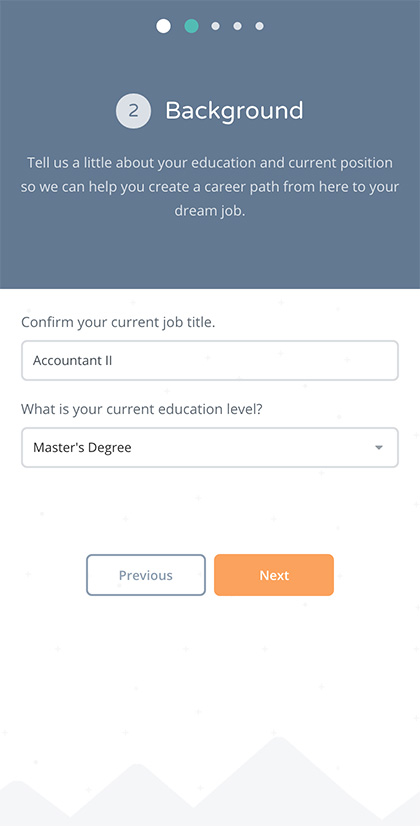 2 Background
Tell us a little about your education and current position
so we can help you create a career path from here to your
dream job.
Confirm your current job title.
Accountant II
What is your current education level?
Master's Degree
Previous Next